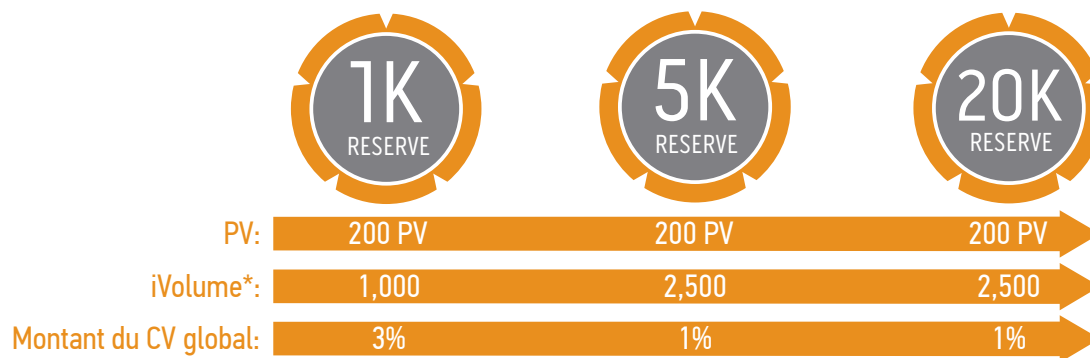 1K
RESERVE
5K
RESERVE
20K
RESERVE
PV: 200 PV 200 PV 200 PV
iVolume*: 1,000 2,500 2,500
Montant du CV global: 3% 1% 1%